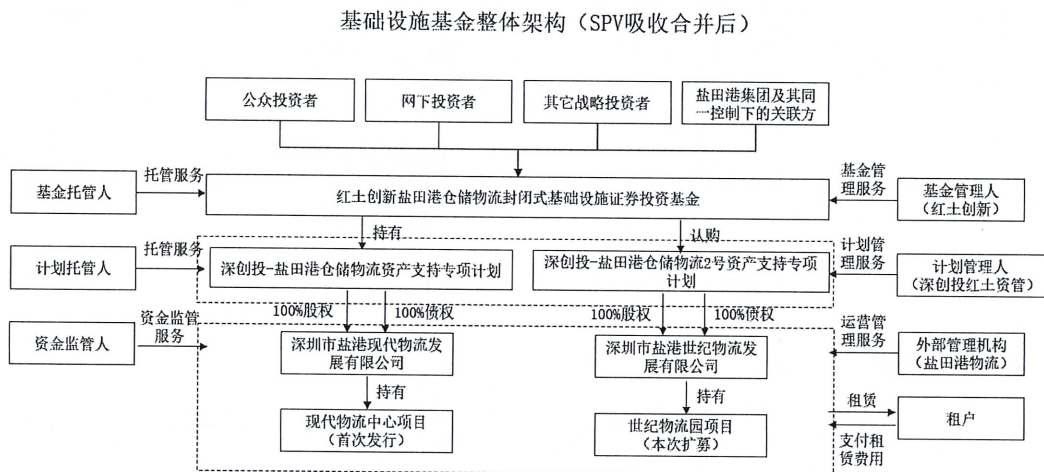 基础设施基金整体架构（SPV吸收合并后）
公众投资者
网下投资者
其它战略投资者
盐田港集团及其同
一控制下的关联方
基金托管人
托管服务
红土创新盐田港仓储物流封闭式基础设施证券投资基金
基金管
理服务
基金管理人
（红土创新）
持有
认购
计划托管人
托管服务
深创投-盐田港仓储物流资产支持专项计划
深创投-盐田港仓储物流2号资产支持专项
计划
计划管
理服务
计划管理人
（深创投红土资管）
100%股权
100%债权
100%股权
100%债权
资金监管人
资金监管
服务
深圳市盐港现代物流发
展有限公司
深圳市盐港世纪物流发
展有限公司
运营管
理服务
外部管理机构
（盐田港物流）
持有
持有
现代物流中心项目
（首次发行）
世纪物流园项目
（本次扩募）
租赁
支付租
赁费用
租户